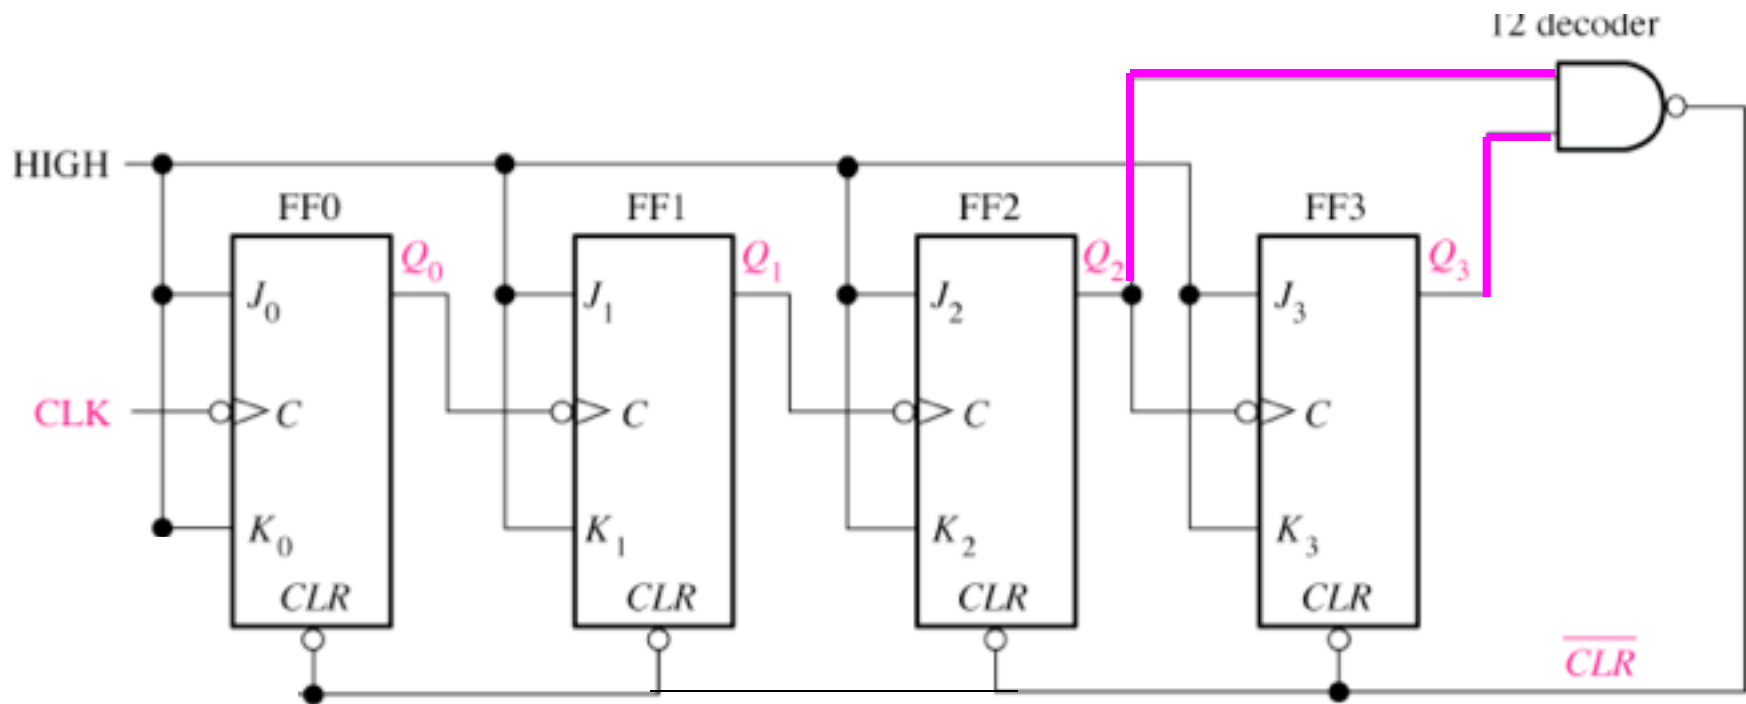 12 decoder
HIGH
FF0 FF1 FF2 FF3
Q0 Q1 Q2 Q3
J0 J1 J2 J3
CLK C C C C
K0 K1 K2 K3
CLR CLR CLR CLR
CLR